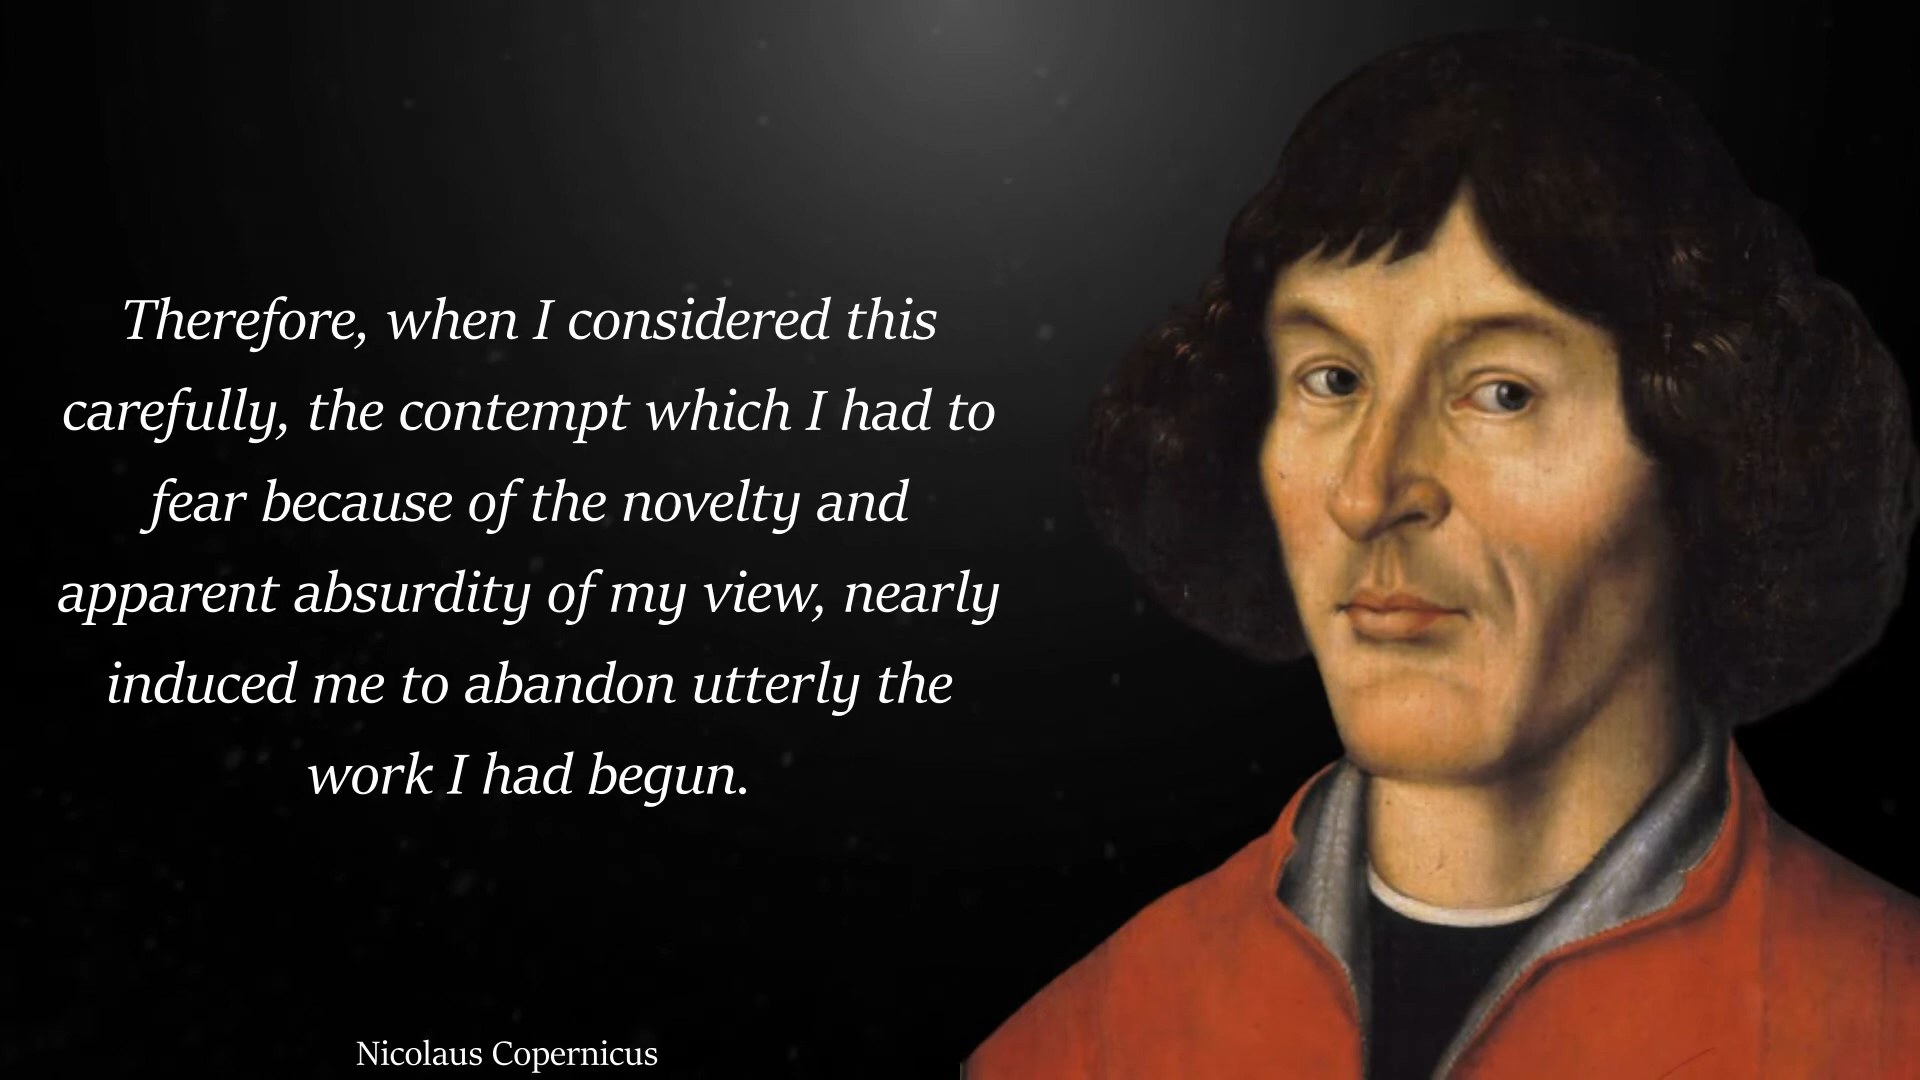 Therefore, when I considered this
carefully, the contempt which I had to
fear because of the novelty and
apparent absurdity of my view, nearly
induced me to abandon utterly the
work I had begun.
Nicolaus Copernicus